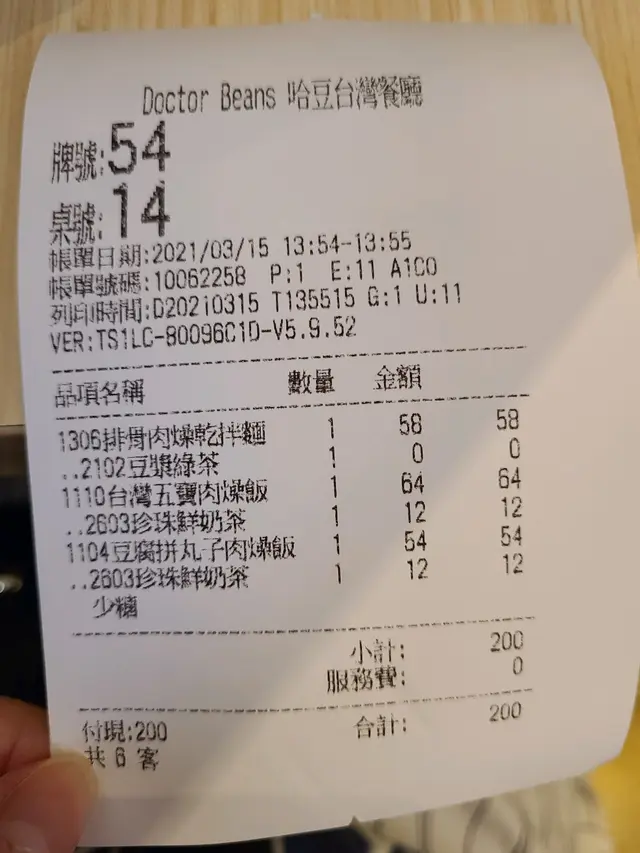 Doctor Beans 哈豆台灣餐廳
牌號:54
桌號:14
帳單日期:2021/03/15 13:54-13:55
帳單號碼:10062258 P:1 E:11 A1C0
列印時間:D20210315 T135515 G:1 U:11
VER:TS1LC-80096C1D-V5.9.52
品項名稱 數量 金額
1306排骨肉燥乾拌麵 1 58 58
..2102豆漿綠茶 1 0 0
1110台灣五寶肉燥飯 1 64 64
..2603珍珠鮮奶茶 1 12 12
1104豆腐拼丸子肉燥飯 1 54 54
..2603珍珠鮮奶茶 1 12 12
少糖
小計: 200
服務費: 0
付現:200 合計: 200
共 6 客